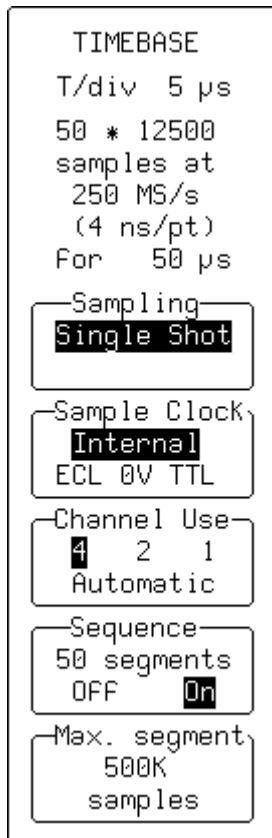 TIMEBASE
T/div 5 µs
50 * 12500
samples at
250 MS/s
(4 ns/pt)
For 50 µs
Sampling
Single Shot
Sample Clock
Internal
ECL 0V TTL
Channel Use
4 2 1
Automatic
Sequence
50 segments
OFF On
Max. segment
500K
samples